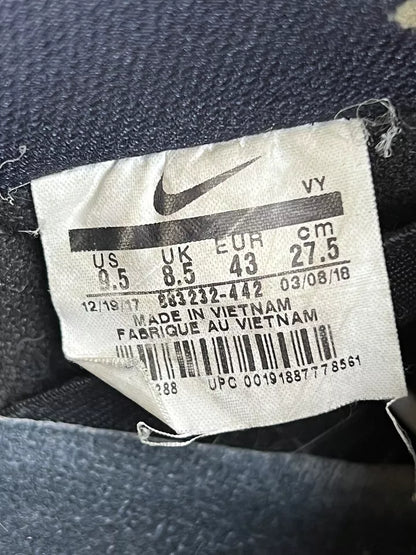 VY
US UK EUR cm
9.5 8.5 43 27.5
12/19/17 883232-442 03/08/18
MADE IN VIETNAM
FABRIQUE AU VIETNAM
288 UPC 00191887778561